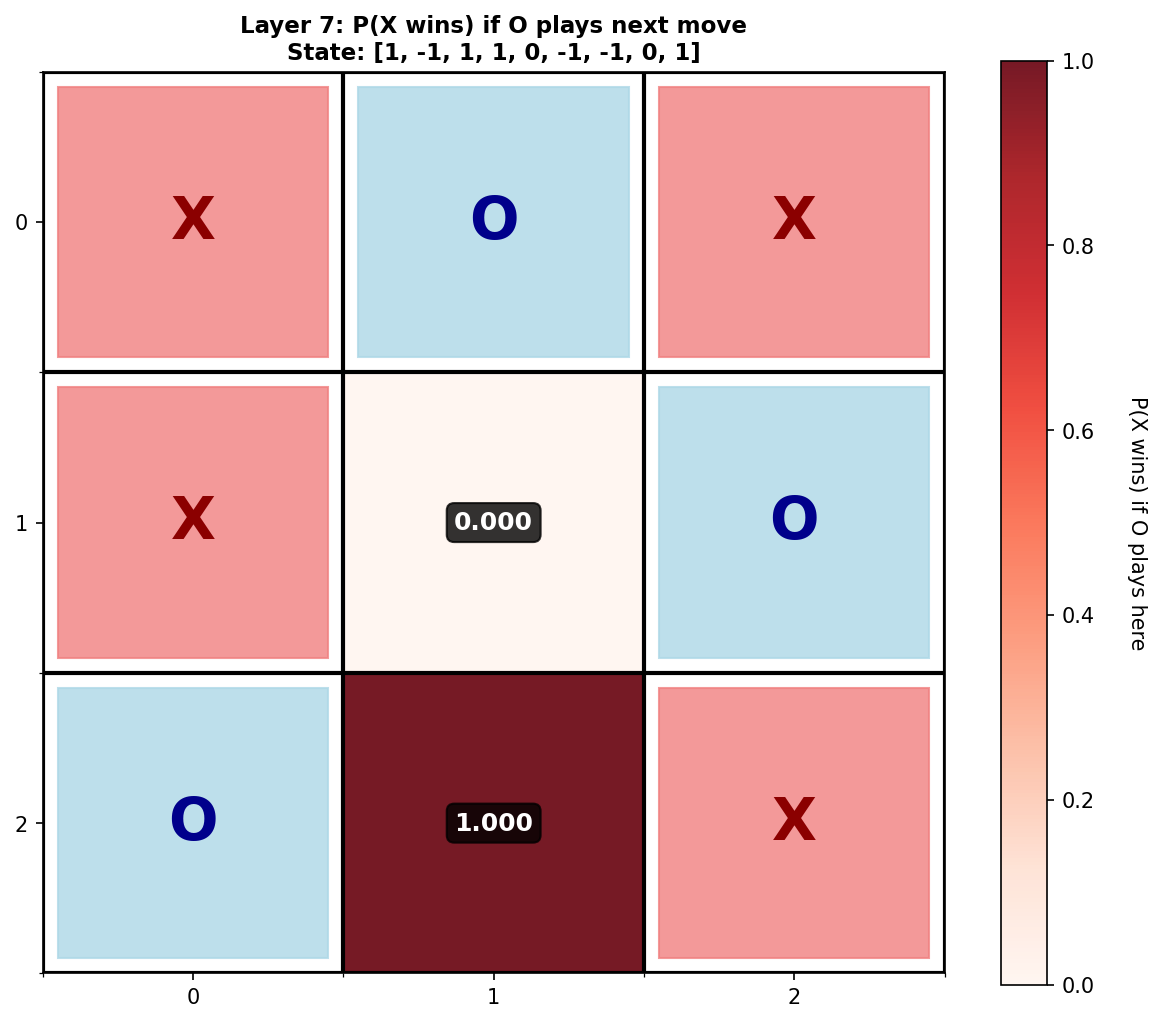 Layer 7: P(X wins) if O plays next move
State: [1, -1, 1, 1, 0, -1, -1, 0, 1]
1.0
0 X O X
0.8
0.6
1 X 0.000 O
P(X wins) if O plays here
0.4
2 O 1.000 X
0.2
0.0
0 1 2